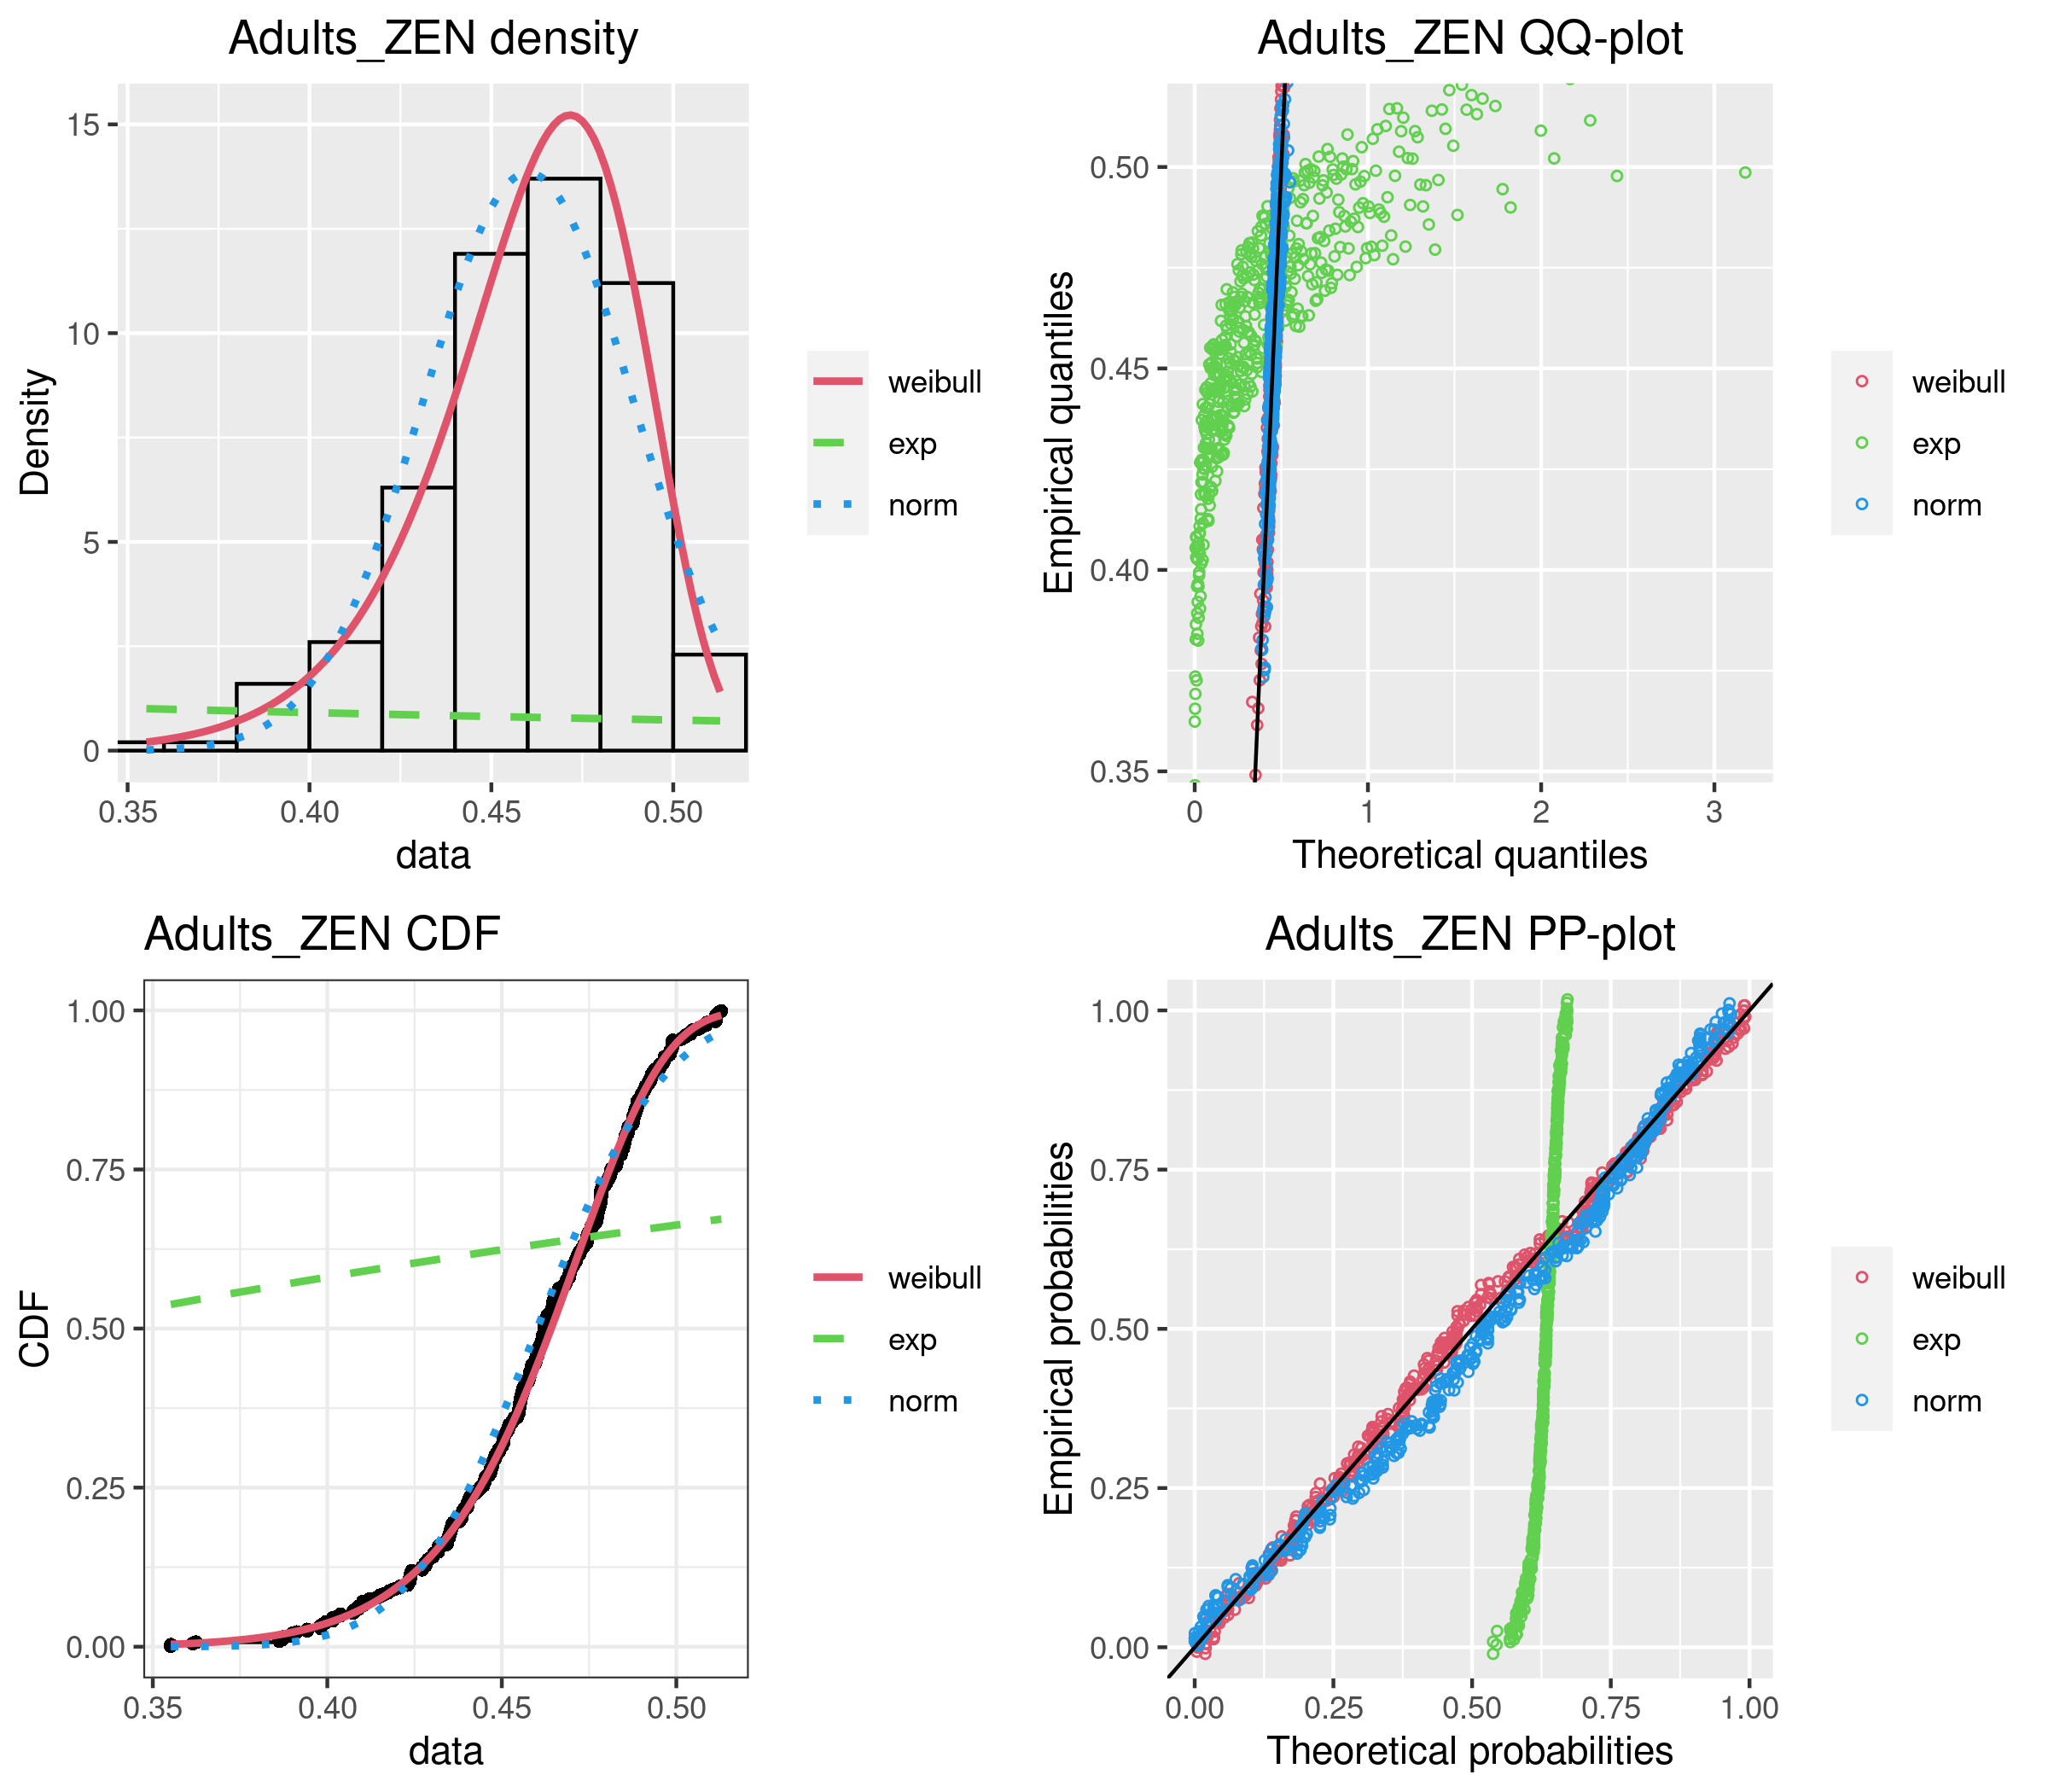 Adults_ZEN density
15
10
5
0
Density
0.35 0.40 0.45 0.50
data
weibull
exp
norm
Adults_ZEN QQ-plot
0.50
0.45
0.40
0.35
Empirical quantiles
0 1 2 3
Theoretical quantiles
weibull
exp
norm
Adults_ZEN CDF
1.00
0.75
0.50
0.25
0.00
CDF
0.35 0.40 0.45 0.50
data
weibull
exp
norm
Adults_ZEN PP-plot
1.00
0.75
0.50
0.25
0.00
Empirical probabilities
0.00 0.25 0.50 0.75 1.00
Theoretical probabilities
weibull
exp
norm